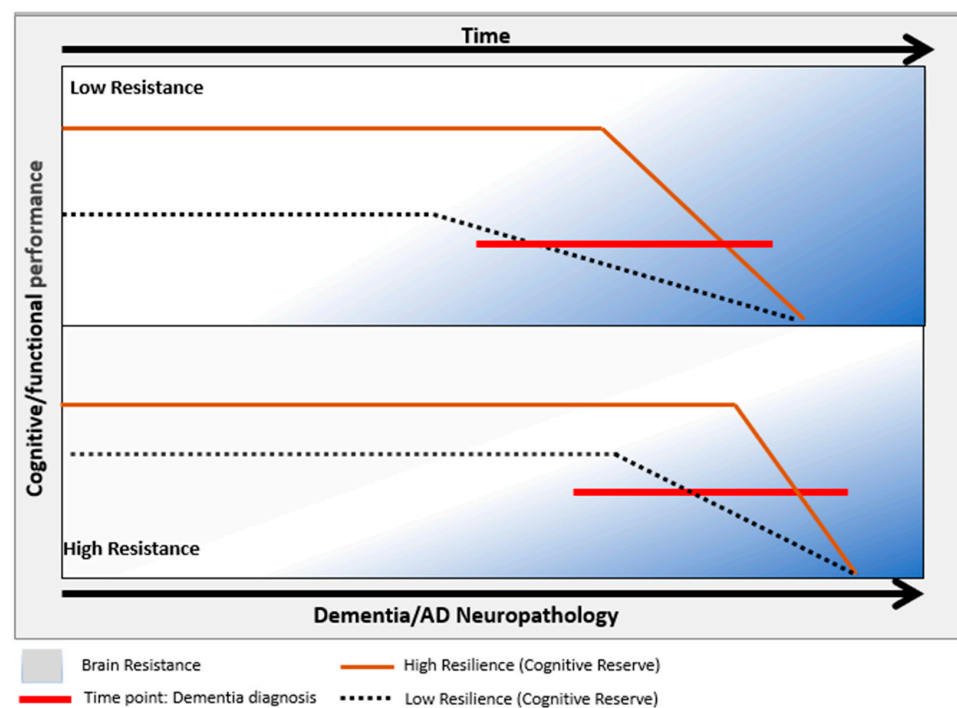 Time
Low Resistance
Cognitive/functional performance
High Resistance
Dementia/AD Neuropathology
Brain Resistance
High Resilience (Cognitive Reserve)
Time point: Dementia diagnosis
Low Resilience (Cognitive Reserve)